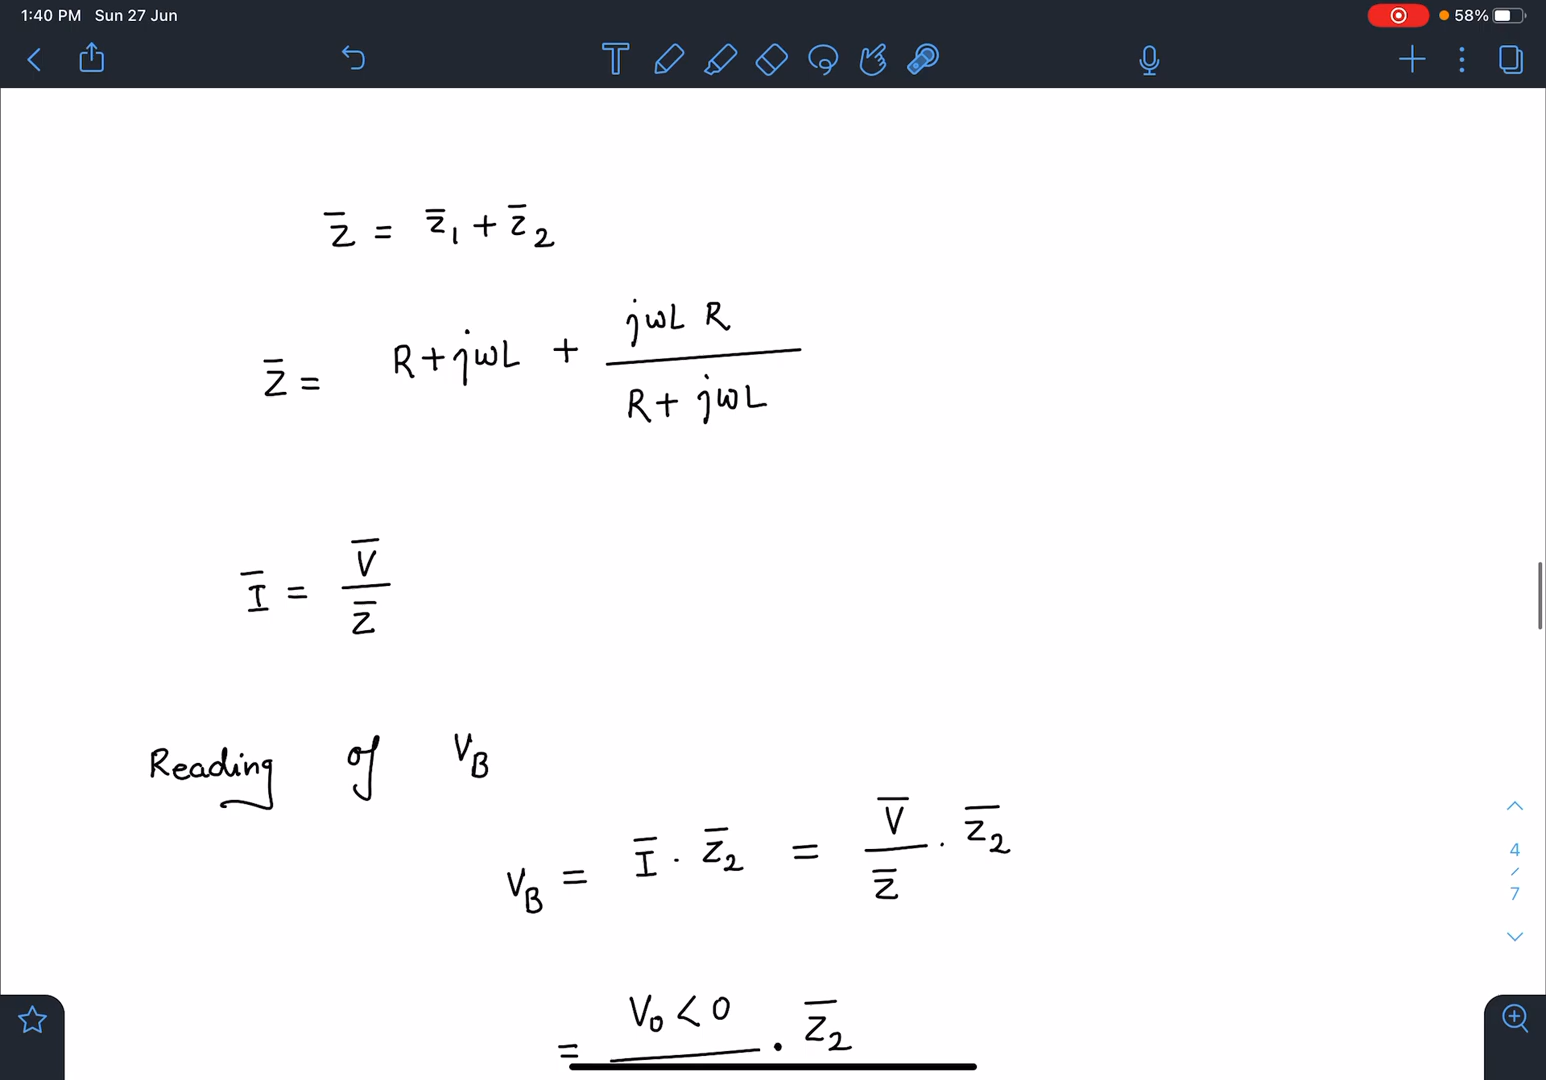 1:40 PM Sun 27 Jun
58%
T
z̅ = z̅₁ + z̅₂
z̅ = R + jωL + jωL R / R + jωL
I̅ = V̅ / z̅
Reading of V_B
V_B = I̅ . z̅₂ = V̅ / z̅ . z̅₂
= V₀ < 0 / . z̅₂
4 / 7